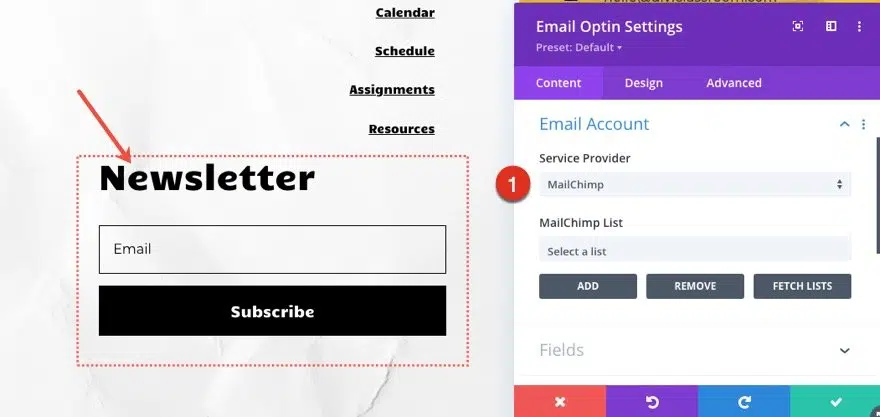 Calendar
Schedule
Assignments
Resources
Newsletter
Email
Subscribe
Email Optin Settings
Preset: Default
Content Design Advanced
Email Account
Service Provider
1
MailChimp
MailChimp List
Select a list
ADD REMOVE FETCH LISTS
Fields